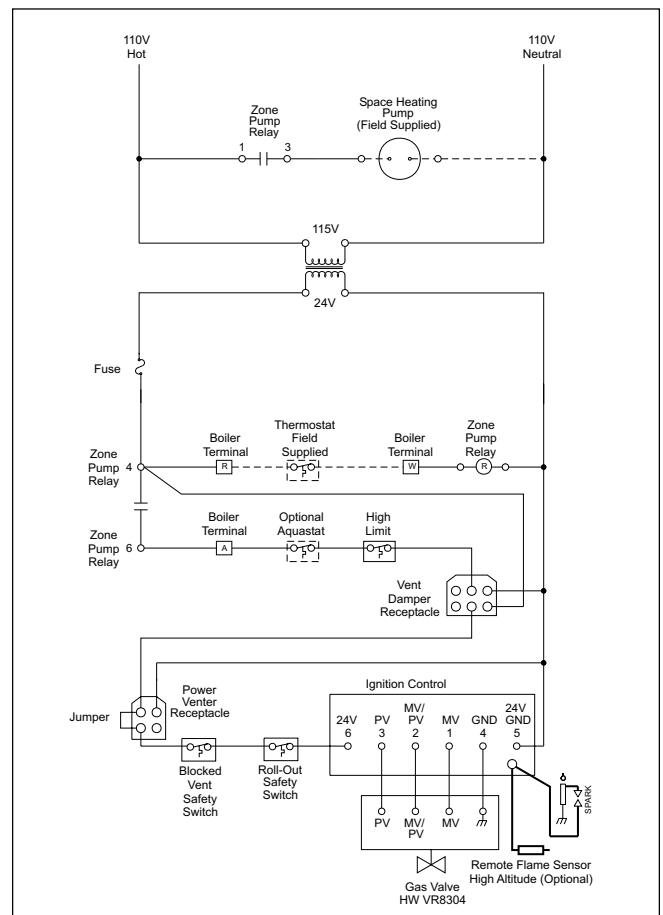 110V
Hot
110V
Neutral
Zone
Pump
Relay
1
3
Space Heating
Pump
(Field Supplied)
115V
24V
Fuse
Zone
Pump 4
Relay
Boiler
Terminal
R
Thermostat
Field
Supplied
Boiler
Terminal
W
Zone
Pump
Relay
R
Zone
Pump 6
Relay
Boiler
Terminal
A
Optional
Aquastat
High
Limit
Vent
Damper
Receptacle
Jumper
Power
Venter
Receptacle
Blocked
Vent
Safety
Switch
Roll-Out
Safety
Switch
Ignition Control
24V
6
PV
3
MV/
PV
2
MV
1
GND
4
24V
GND
5
SPARK
PV
MV/
PV
MV
Gas Valve
HW VR8304
Remote Flame Sensor
High Altitude (Optional)